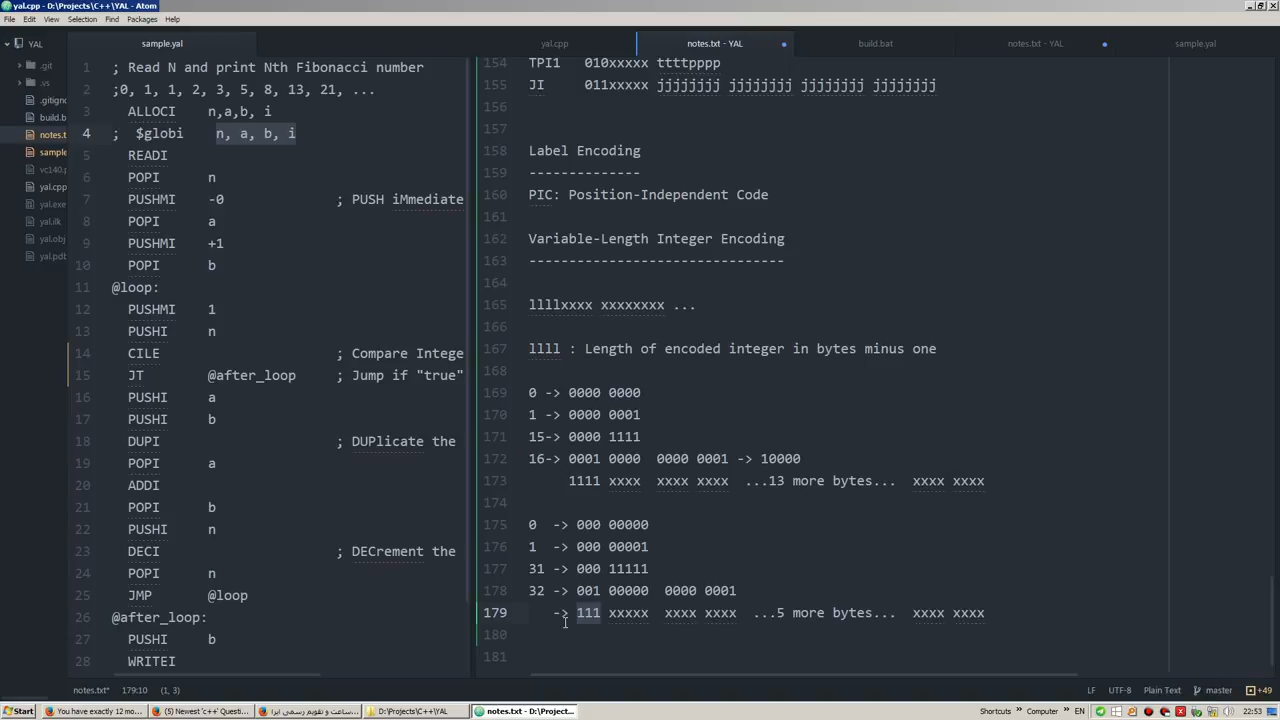 yal.cpp - D:\Projects\C++\YAL - Atom
File Edit View Selection Find Packages Help
YAL
.git
.vs
.gitigno
build.b
notes.t
sample
vc140.p
yal.cpp
yal.exe
yal.ilk
yal.obj
yal.pdb
sample.yal
1 ; Read N and print Nth Fibonacci number
2 ;0, 1, 1, 2, 3, 5, 8, 13, 21, ...
3 ALLOCI n,a,b, i
4 ; $globi n, a, b, i
5 READI
6 POPI n
7 PUSHMI -0 ; PUSH iMmediate
8 POPI a
9 PUSHMI +1
10 POPI b
11 @loop:
12 PUSHMI 1
13 PUSHI n
14 CILE ; Compare Intege
15 JT @after_loop ; Jump if "true"
16 PUSHI a
17 PUSHI b
18 DUPI ; DUPlicate the
19 POPI a
20 ADDI
21 POPI b
22 PUSHI n
23 DECI ; DECrement the
24 POPI n
25 JMP @loop
26 @after_loop:
27 PUSHI b
28 WRITEI
yal.cpp notes.txt - YAL build.bat notes.txt - YAL sample.yal
154 TPI1 010xxxxx ttttpppp
155 JI 011xxxxx jjjjjjjj jjjjjjjj jjjjjjjj jjjjjjjj
156
157
158 Label Encoding
159 --------------
160 PIC: Position-Independent Code
161
162 Variable-Length Integer Encoding
163 --------------------------------
164
165 llllxxxx xxxxxxxx ...
166
167 llll : Length of encoded integer in bytes minus one
168
169 0 -> 0000 0000
170 1 -> 0000 0001
171 15-> 0000 1111
172 16-> 0001 0000 0000 0001 -> 10000
173 1111 xxxx xxxx xxxx ...13 more bytes... xxxx xxxx
174
175 0 -> 000 00000
176 1 -> 000 00001
177 31 -> 000 11111
178 32 -> 001 00000 0000 0001
179 -> 111 xxxxx xxxx xxxx ...5 more bytes... xxxx xxxx
180
181
notes.txt* 179:10 (1, 3) LF UTF-8 Plain Text master +49
Start You have exactly 12 mo... Newest 'c++' Questi... ساعت و تقویم رسمی ایرا... D:\Projects\C++\YAL notes.txt - D:\Project... Shortcuts » Computer » EN 22:53